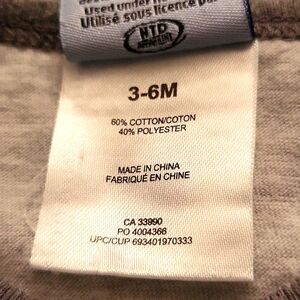 Used under
Utilisé sous licence par
NTD
APPAREL
3-6M
60% COTTON/COTON
40% POLYESTER
MADE IN CHINA
FABRIQUÉ EN CHINE
CA 33990
PO 4004366
UPC/CUP 693401970333